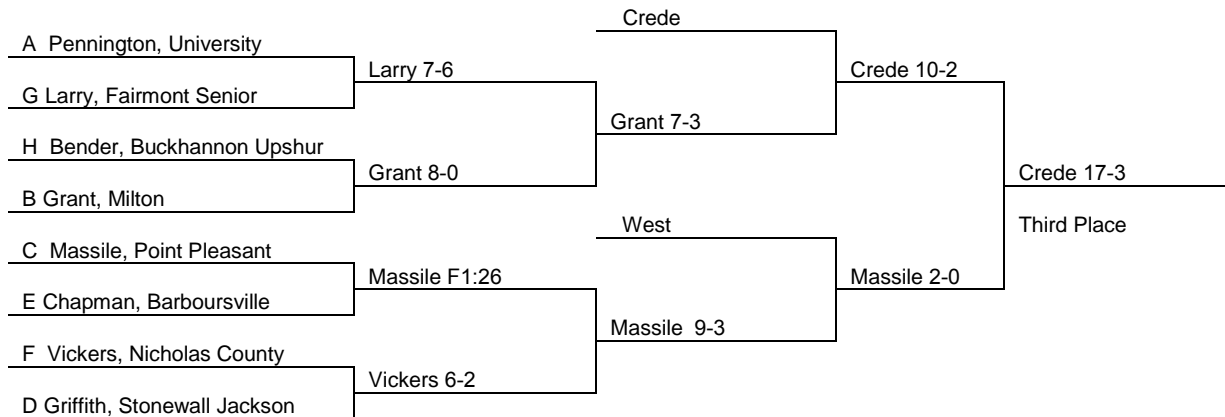 Crede
A  Pennington, University
Larry 7-6
Crede 10-2
G Larry, Fairmont Senior
Grant 7-3
H  Bender, Buckhannon Upshur
Grant 8-0
Crede 17-3
B Grant, Milton
West
Third Place
C  Massile, Point Pleasant
Massile F1:26
Massile 2-0
E Chapman, Barboursville
Massile  9-3
F  Vickers, Nicholas County
Vickers 6-2
D Griffith, Stonewall Jackson